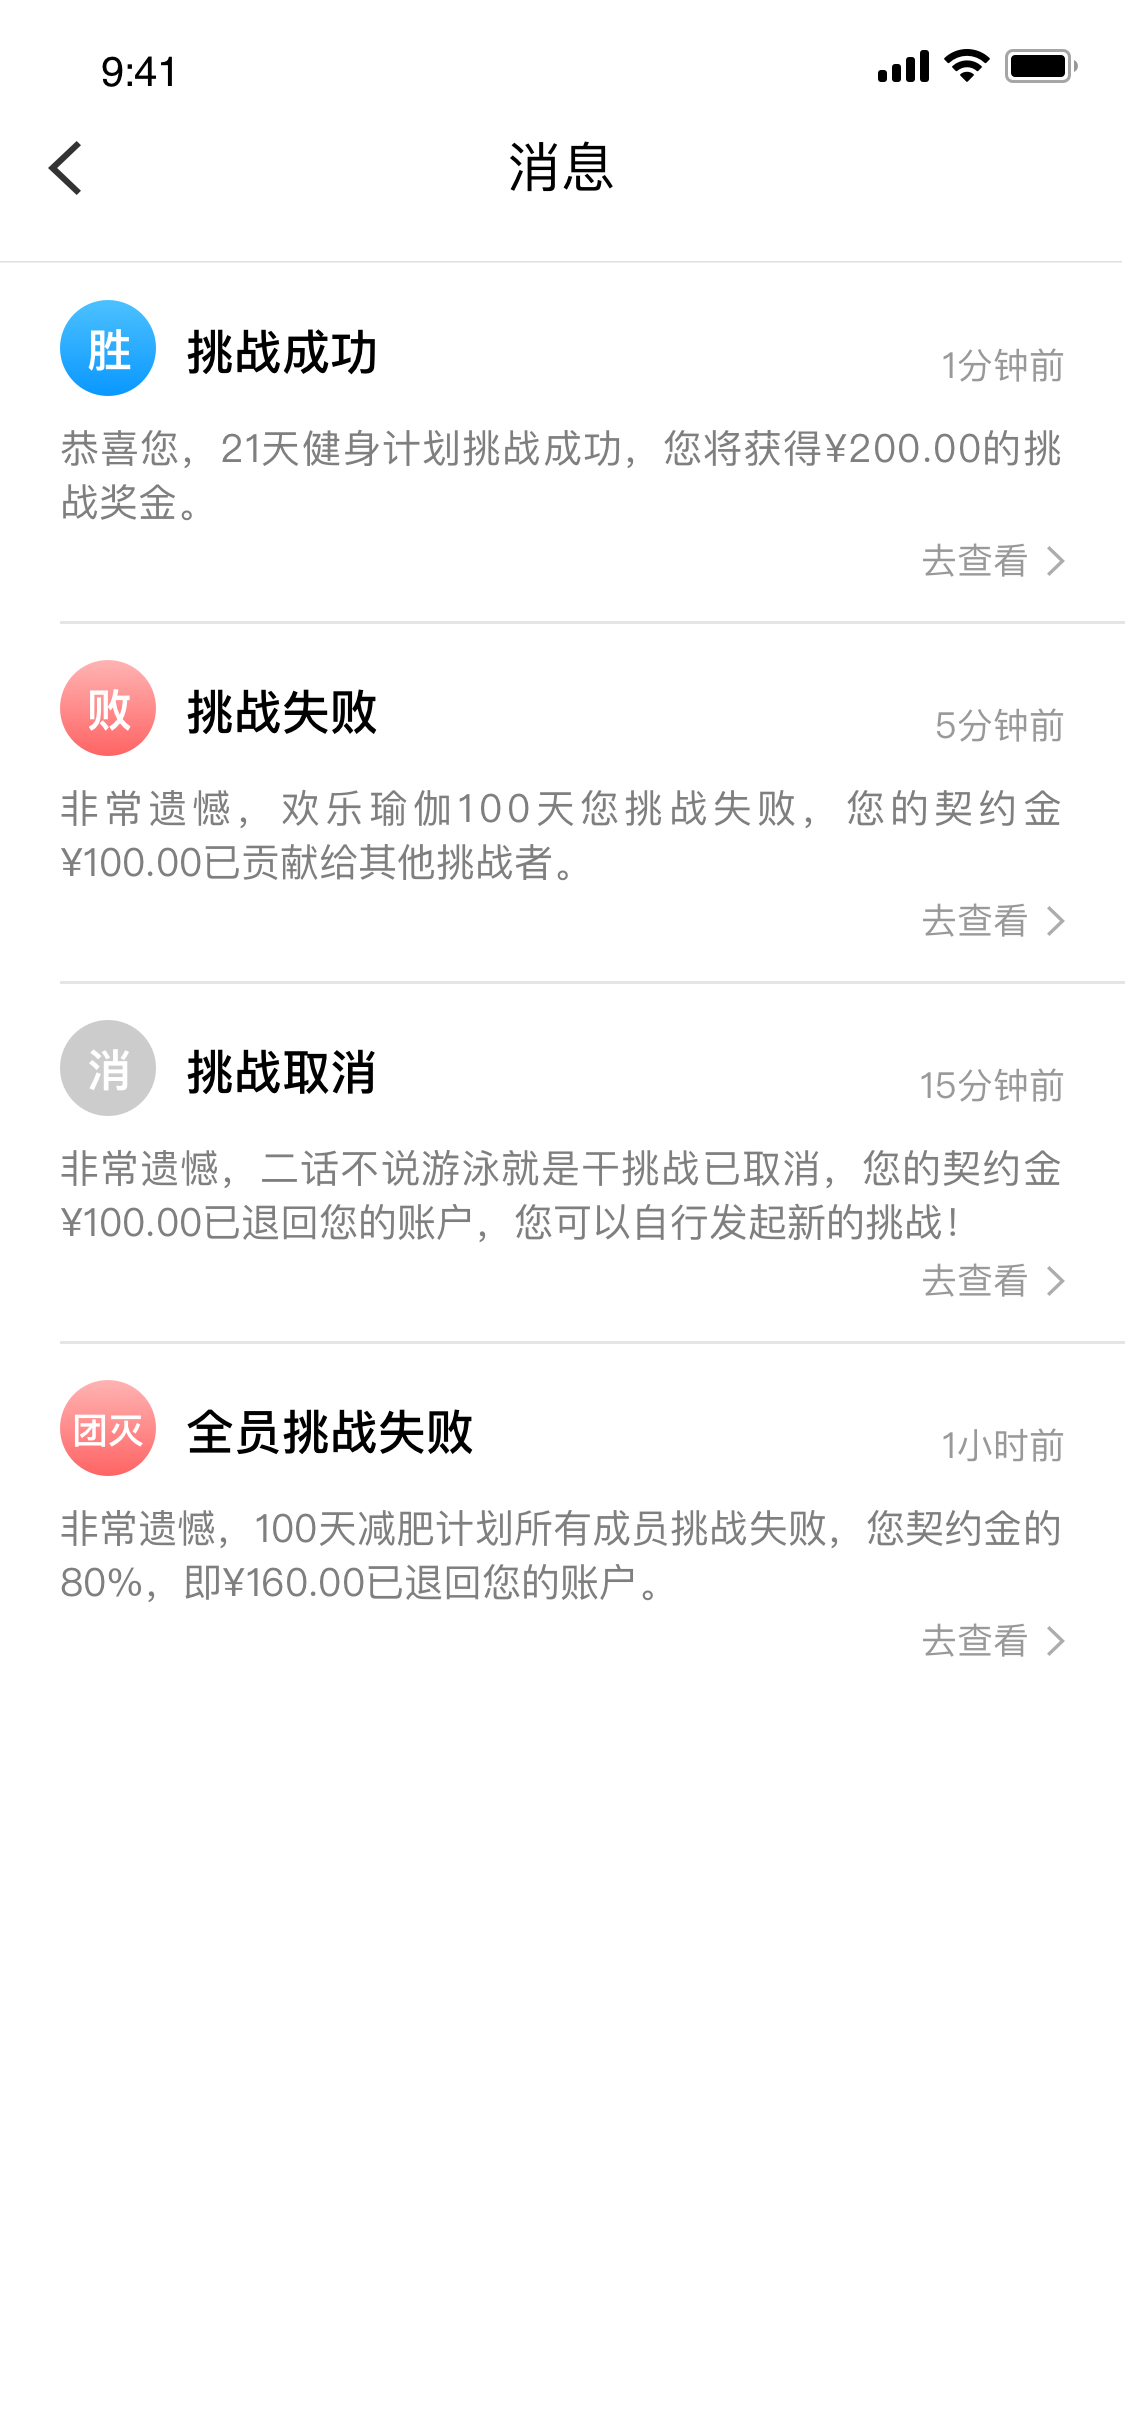 9:41
消息
胜 挑战成功 1分钟前
恭喜您，21天健身计划挑战成功，您将获得¥200.00的挑
战奖金。
去查看
败 挑战失败 5分钟前
非常遗憾，欢乐瑜伽100天您挑战失败，您的契约金
¥100.00已贡献给其他挑战者。
去查看
消 挑战取消 15分钟前
非常遗憾，二话不说游泳就是干挑战已取消，您的契约金
¥100.00已退回您的账户，您可以自行发起新的挑战！
去查看
团灭 全员挑战失败 1小时前
非常遗憾，100天减肥计划所有成员挑战失败，您契约金的
80%，即¥160.00已退回您的账户。
去查看